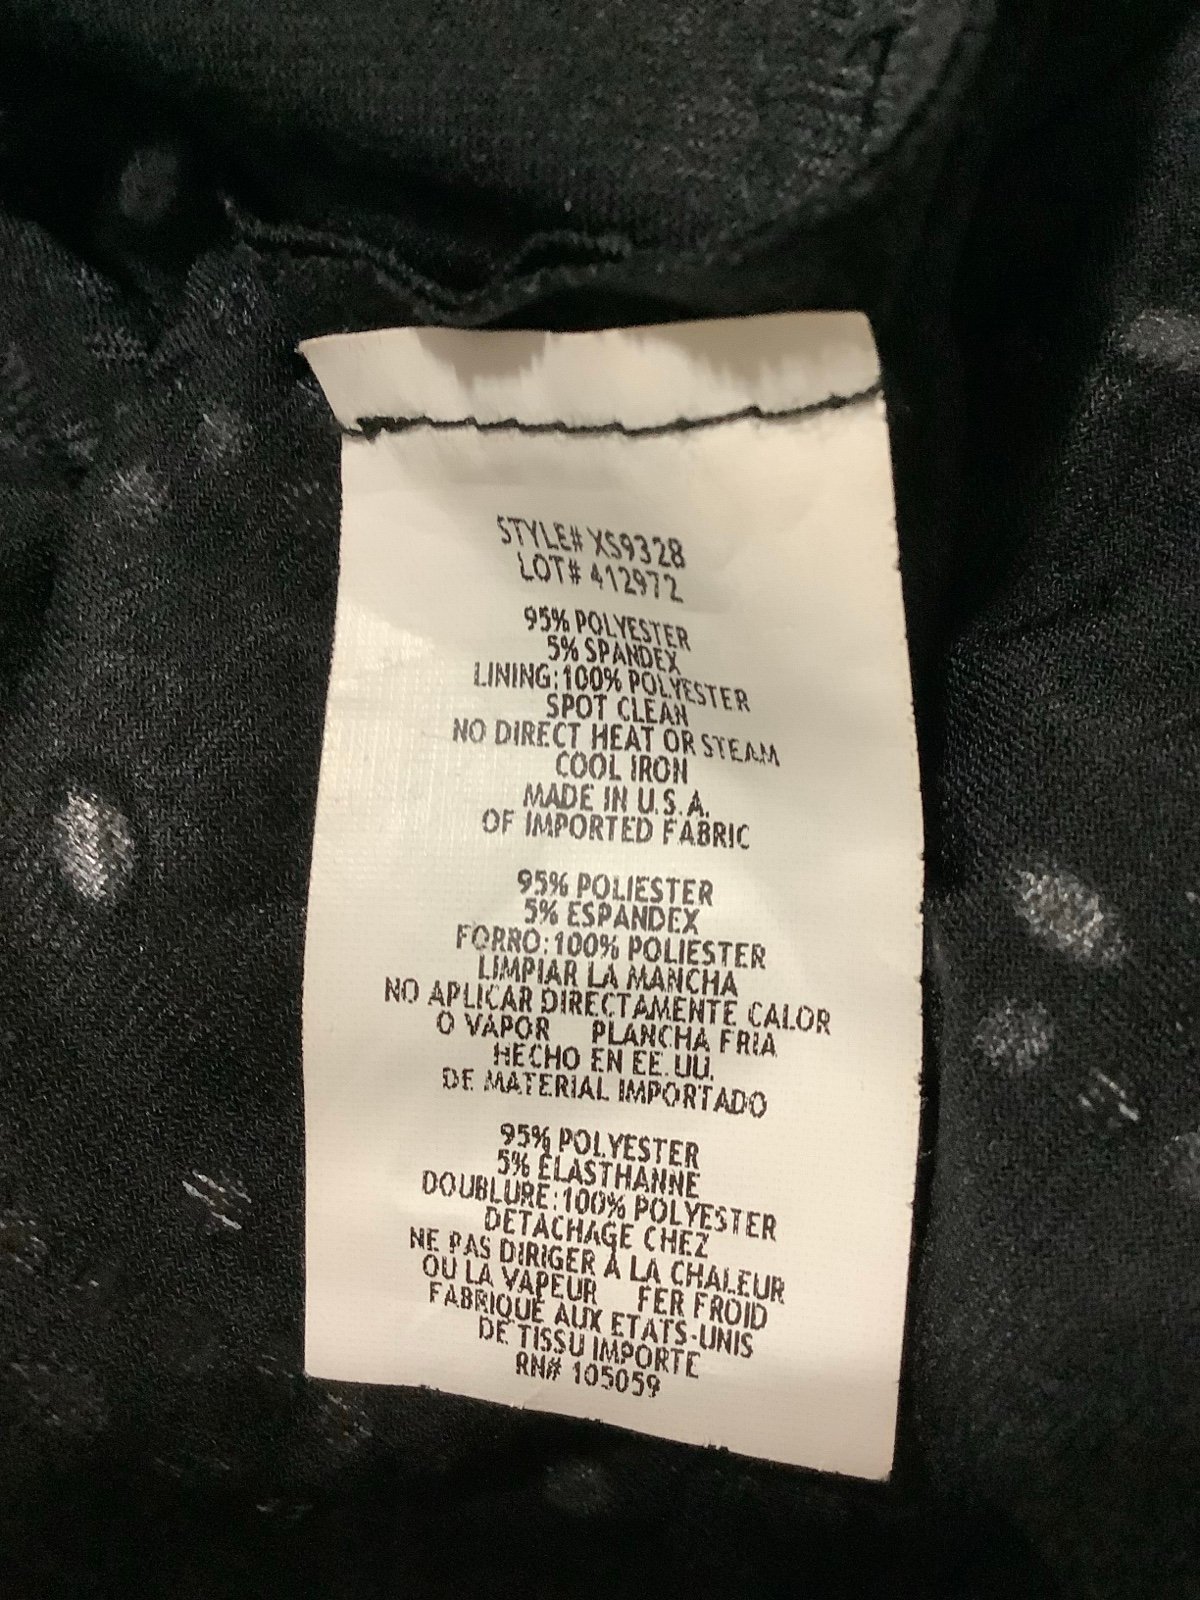 STYLE# XS9328
LOT# 412972
95% POLYESTER
5% SPANDEX
LINING:100% POLYESTER
SPOT CLEAN
NO DIRECT HEAT OR STEAM
COOL IRON
MADE IN U.S.A.
OF IMPORTED FABRIC
95% POLIESTER
5% ESPANDEX
FORRO:100% POLIESTER
LIMPIAR LA MANCHA
NO APLICAR DIRECTAMENTE CALOR
O VAPOR PLANCHA FRIA
HECHO EN EE.UU.
DE MATERIAL IMPORTADO
95% POLYESTER
5% ÉLASTHANNE
DOUBLURE:100% POLYESTER
DETACHAGE CHEZ
NE PAS DIRIGER À LA CHALEUR
OU LA VAPEUR FER FROID
FABRIQUÉ AUX ETATS-UNIS
DE TISSU IMPORTE
RN# 105059